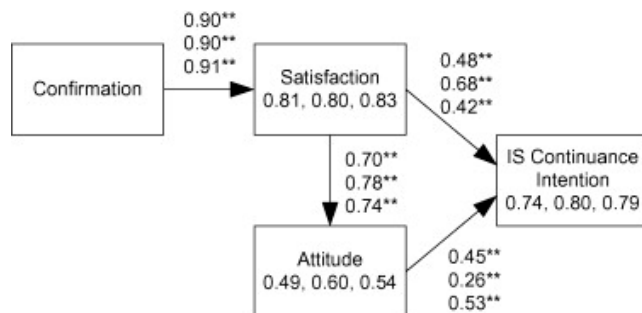 0.90**
0.90**
0.91**
Confirmation
Satisfaction
0.81, 0.80, 0.83
0.48**
0.68**
0.42**
0.70**
0.78**
0.74**
IS Continuance
Intention
0.74, 0.80, 0.79
Attitude
0.49, 0.60, 0.54
0.45**
0.26**
0.53**